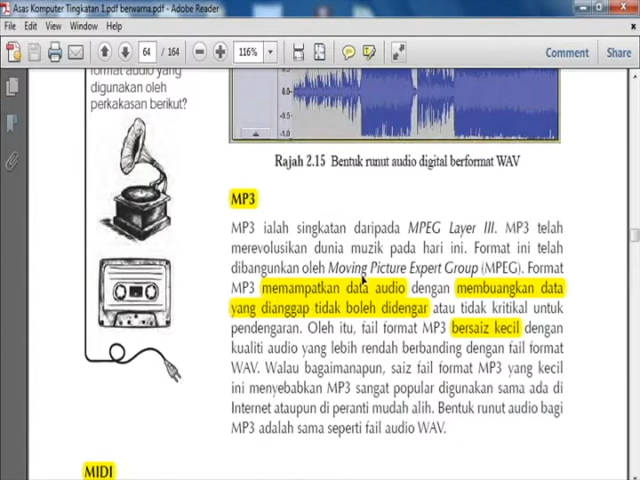 Asas Komputer Tingkatan 1.pdf berwarna.pdf - Adobe Reader
File Edit View Window Help
64 / 164 116% Comment Share
format audio yang
digunakan oleh
perkakasan berikut?
-0.5
-1.0
Rajah 2.15 Bentuk runut audio digital berformat WAV
MP3
MP3 ialah singkatan daripada MPEG Layer III. MP3 telah
merevolusikan dunia muzik pada hari ini. Format ini telah
dibangunkan oleh Moving Picture Expert Group (MPEG). Format
MP3 memampatkan data audio dengan membuangkan data
yang dianggap tidak boleh didengar atau tidak kritikal untuk
pendengaran. Oleh itu, fail format MP3 bersaiz kecil dengan
kualiti audio yang lebih rendah berbanding dengan fail format
WAV. Walau bagaimanapun, saiz fail format MP3 yang kecil
ini menyebabkan MP3 sangat popular digunakan sama ada di
Internet ataupun di peranti mudah alih. Bentuk runut audio bagi
MP3 adalah sama seperti fail audio WAV.
MIDI